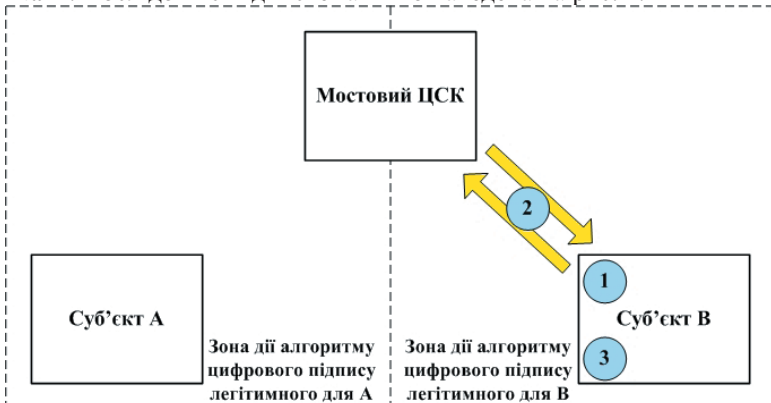 Мостовий ЦСК
2
1
Суб’єкт А
Суб’єкт В
3
Зона дії алгоритму
цифрового підпису
легітимного для А
Зона дії алгоритму
цифрового підпису
легітимного для В